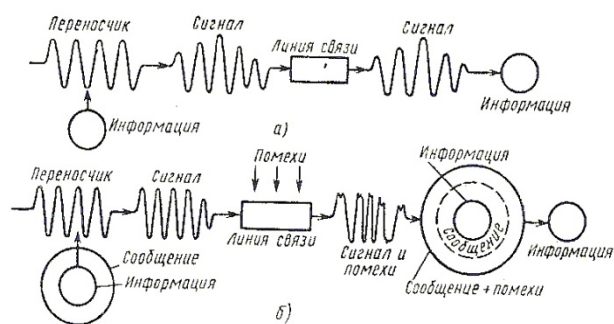 Переносчик
Сигнал
Линия связи
Сигнал
Информация
Информация
а)
Переносчик
Сигнал
Помехи
Линия связи
Сигнал и
помехи
Информация
Сообщение
Информация
Сообщение
Информация
Сообщение + помехи
б)